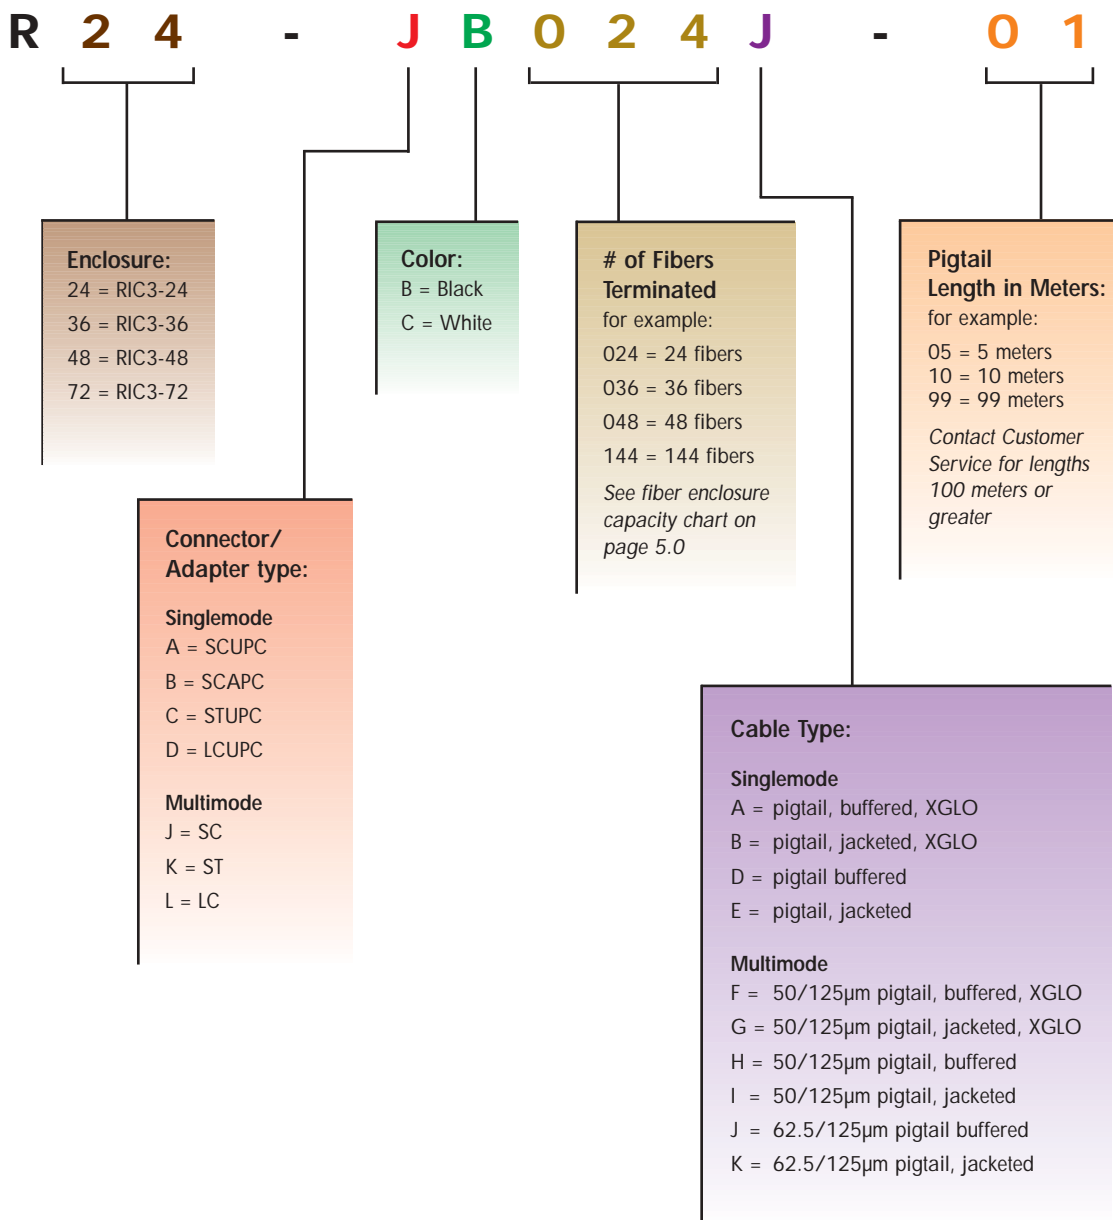 R 2 4 - J B 0 2 4 J - 0 1
Enclosure:
24 = RIC3-24
36 = RIC3-36
48 = RIC3-48
72 = RIC3-72
Color:
B = Black
C = White
# of Fibers
Terminated
for example:
024 = 24 fibers
036 = 36 fibers
048 = 48 fibers
144 = 144 fibers
See fiber enclosure
capacity chart on
page 5.0
Pigtail
Length in Meters:
for example:
05 = 5 meters
10 = 10 meters
99 = 99 meters
Contact Customer
Service for lengths
100 meters or
greater
Connector/
Adapter type:
Singlemode
A = SCUPC
B = SCAPC
C = STUPC
D = LCUPC
Multimode
J = SC
K = ST
L = LC
Cable Type:
Singlemode
A = pigtail, buffered, XGLO
B = pigtail, jacketed, XGLO
D = pigtail buffered
E = pigtail, jacketed
Multimode
F = 50/125µm pigtail, buffered, XGLO
G = 50/125µm pigtail, jacketed, XGLO
H = 50/125µm pigtail, buffered
I = 50/125µm pigtail, jacketed
J = 62.5/125µm pigtail buffered
K = 62.5/125µm pigtail, jacketed